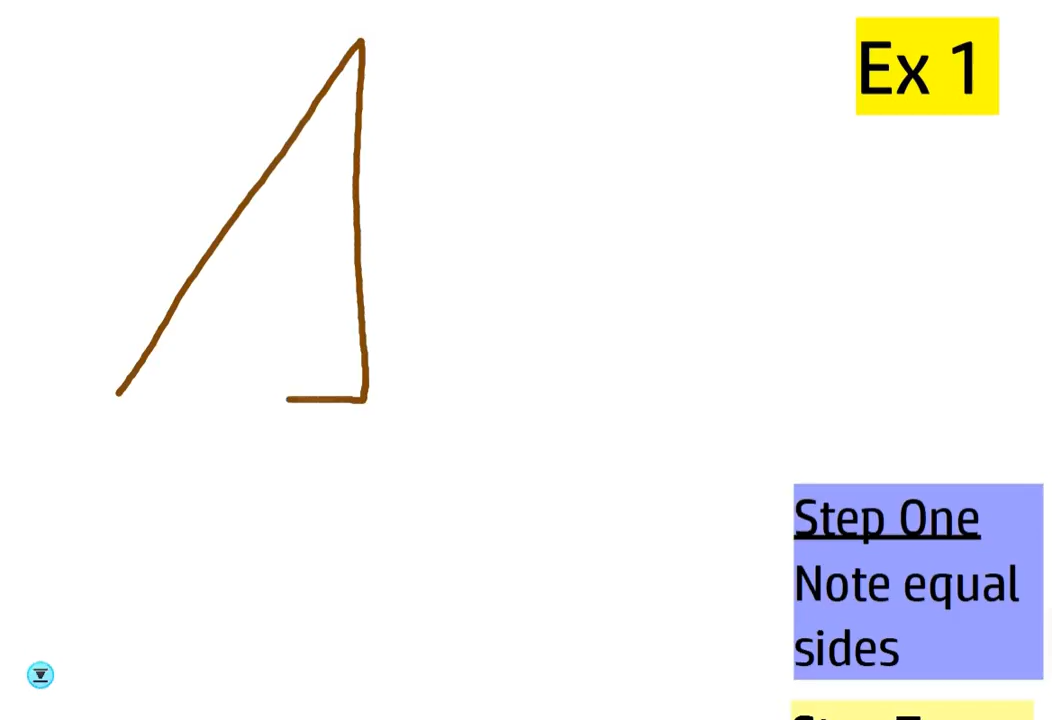 Ex 1
Step One
Note equal
sides